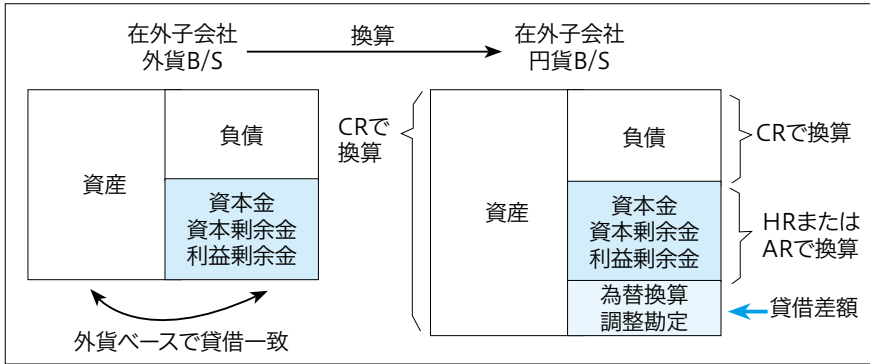 在外子会社
外貨B/S
換算
在外子会社
円貨B/S
資産
負債
資本金
資本剰余金
利益剰余金
外貨ベースで貸借一致
CRで
換算
資産
負債
資本金
資本剰余金
利益剰余金
為替換算
調整勘定
CRで換算
HRまたは
ARで換算
貸借差額